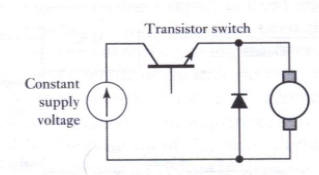 Transistor switch
Constant
supply
voltage